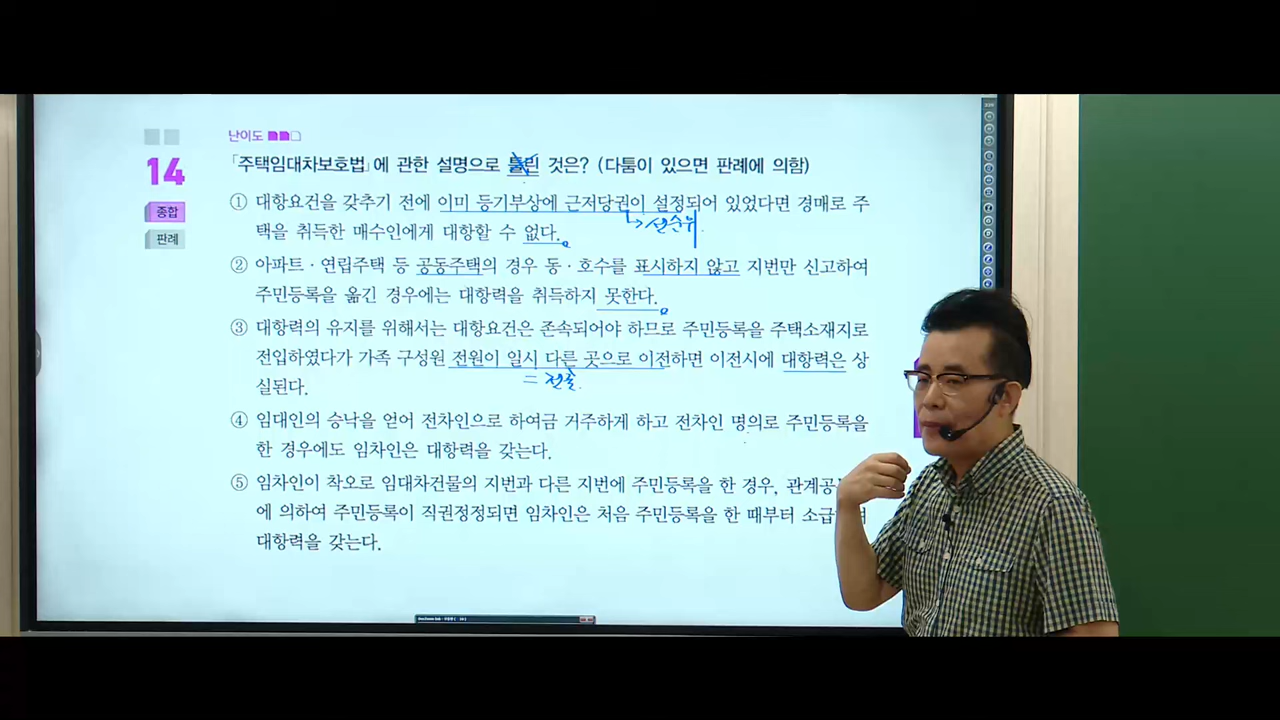 난이도
14
「주택임대차보호법」에 관한 설명으로 틀린 것은? (다툼이 있으면 판례에 의함)
종합
판례
① 대항요건을 갖추기 전에 이미 등기부상에 근저당권이 설정되어 있었다면 경매로 주
택을 취득한 매수인에게 대항할 수 없다.
→선순위
② 아파트·연립주택 등 공동주택의 경우 동·호수를 표시하지 않고 지번만 신고하여
주민등록을 옮긴 경우에는 대항력을 취득하지 못한다.
③ 대항력의 유지를 위해서는 대항요건은 존속되어야 하므로 주민등록을 주택소재지로
전입하였다가 가족 구성원 전원이 일시 다른 곳으로 이전하면 이전시에 대항력은 상
= 전출
실된다.
④ 임대인의 승낙을 얻어 전차인으로 하여금 거주하게 하고 전차인 명의로 주민등록을
한 경우에도 임차인은 대항력을 갖는다.
⑤ 임차인이 착오로 임대차건물의 지번과 다른 지번에 주민등록을 한 경우, 관계공
에 의하여 주민등록이 직권정정되면 임차인은 처음 주민등록을 한 때부터 소급
대항력을 갖는다.